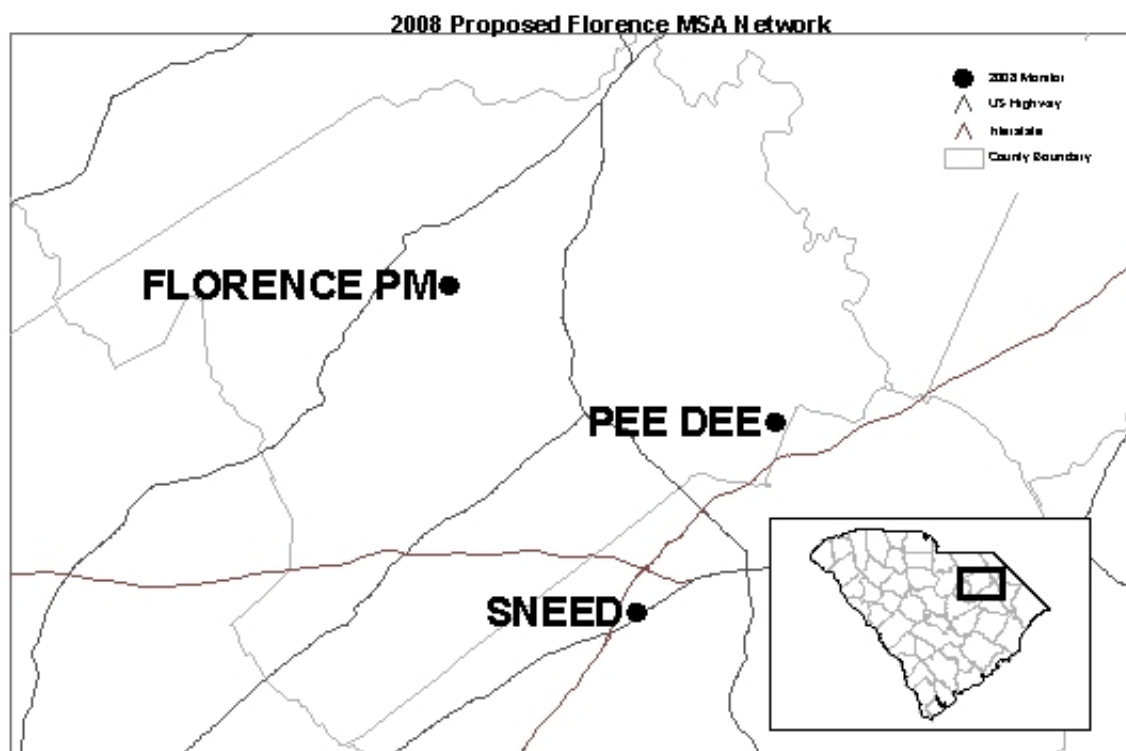 2008 Proposed Florence MSA Network
2008 Monitor
US Highway
Interstate
County Boundary
FLORENCE PM
PEE DEE
SNEED